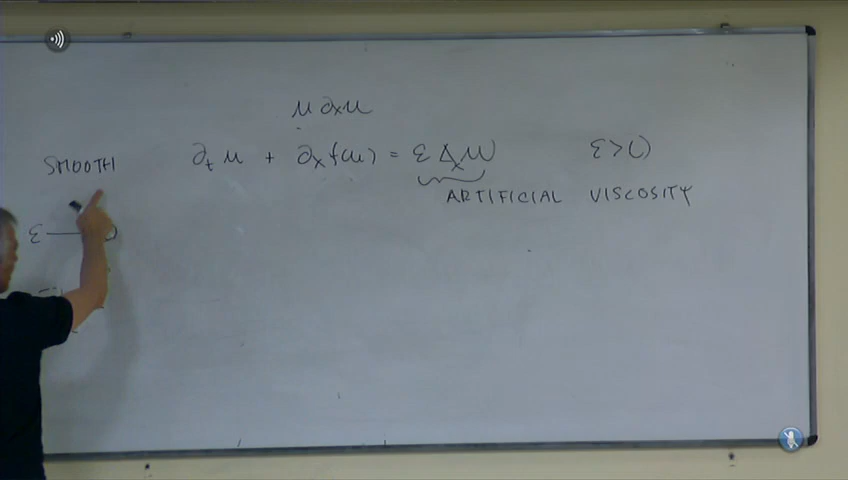 u ∂xu
SMOOTH ∂t u + ∂x f(u) = ε Δx u ε>0
ARTIFICIAL VISCOSITY
ε